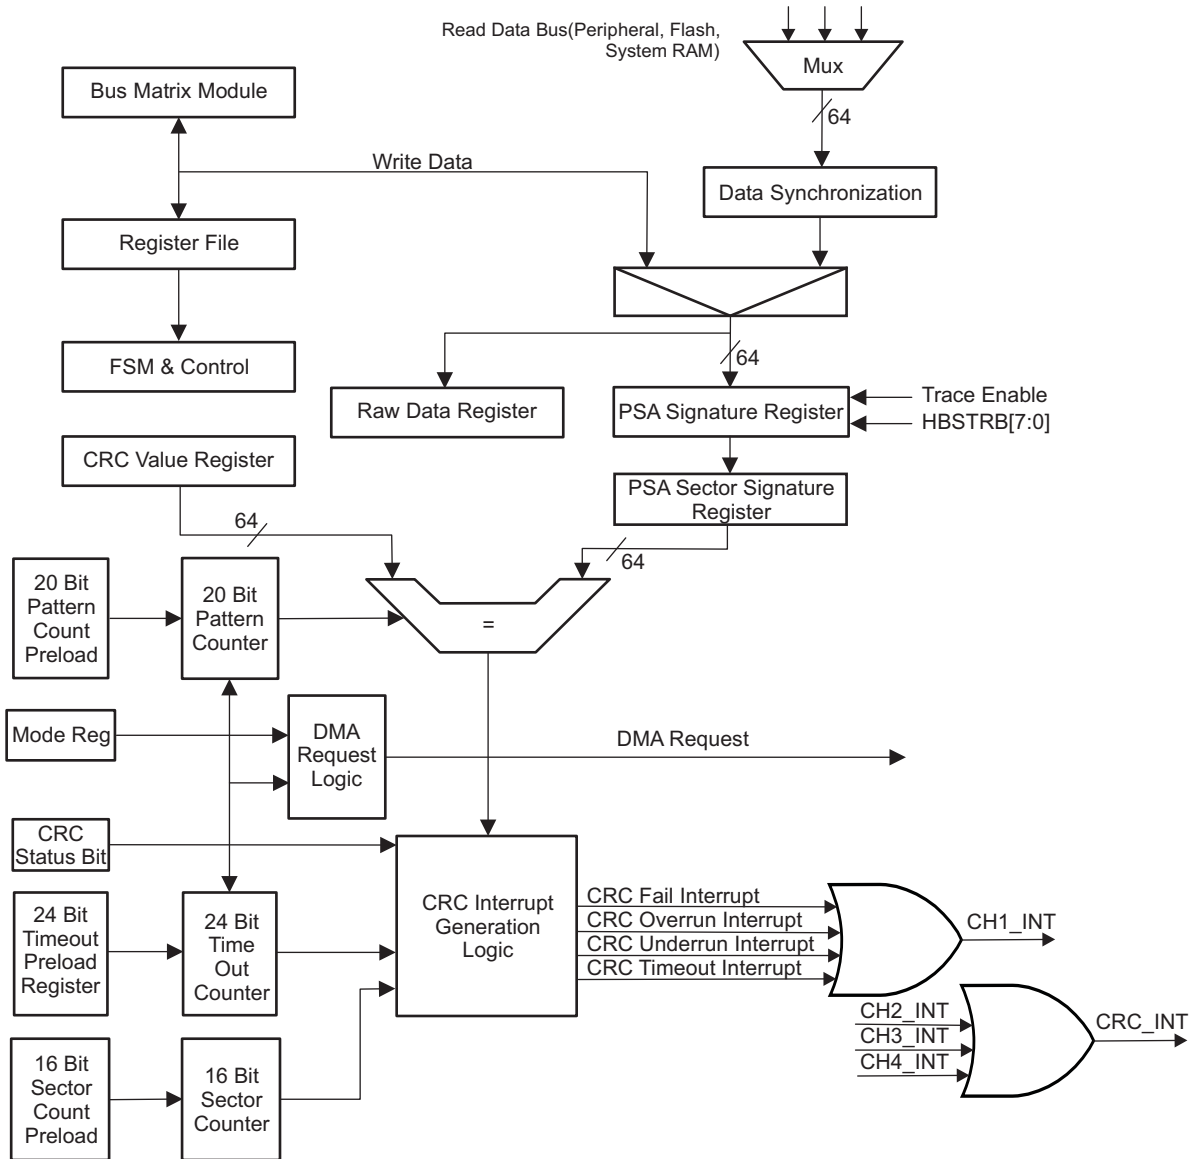 Read Data Bus(Peripheral, Flash,
System RAM)
Mux
Bus Matrix Module
64
Write Data
Data Synchronization
Register File
FSM & Control
64
Raw Data Register
PSA Signature Register
Trace Enable
HBSTRB[7:0]
CRC Value Register
PSA Sector Signature
Register
64
64
20 Bit
Pattern
Count
Preload
20 Bit
Pattern
Counter
=
Mode Reg
DMA
Request
Logic
DMA Request
CRC
Status Bit
CRC Interrupt
Generation
Logic
24 Bit
Timeout
Preload
Register
24 Bit
Time
Out
Counter
CRC Fail Interrupt
CRC Overrun Interrupt
CRC Underrun Interrupt
CRC Timeout Interrupt
CH1_INT
CH2_INT
CH3_INT
CH4_INT
CRC_INT
16 Bit
Sector
Count
Preload
16 Bit
Sector
Counter